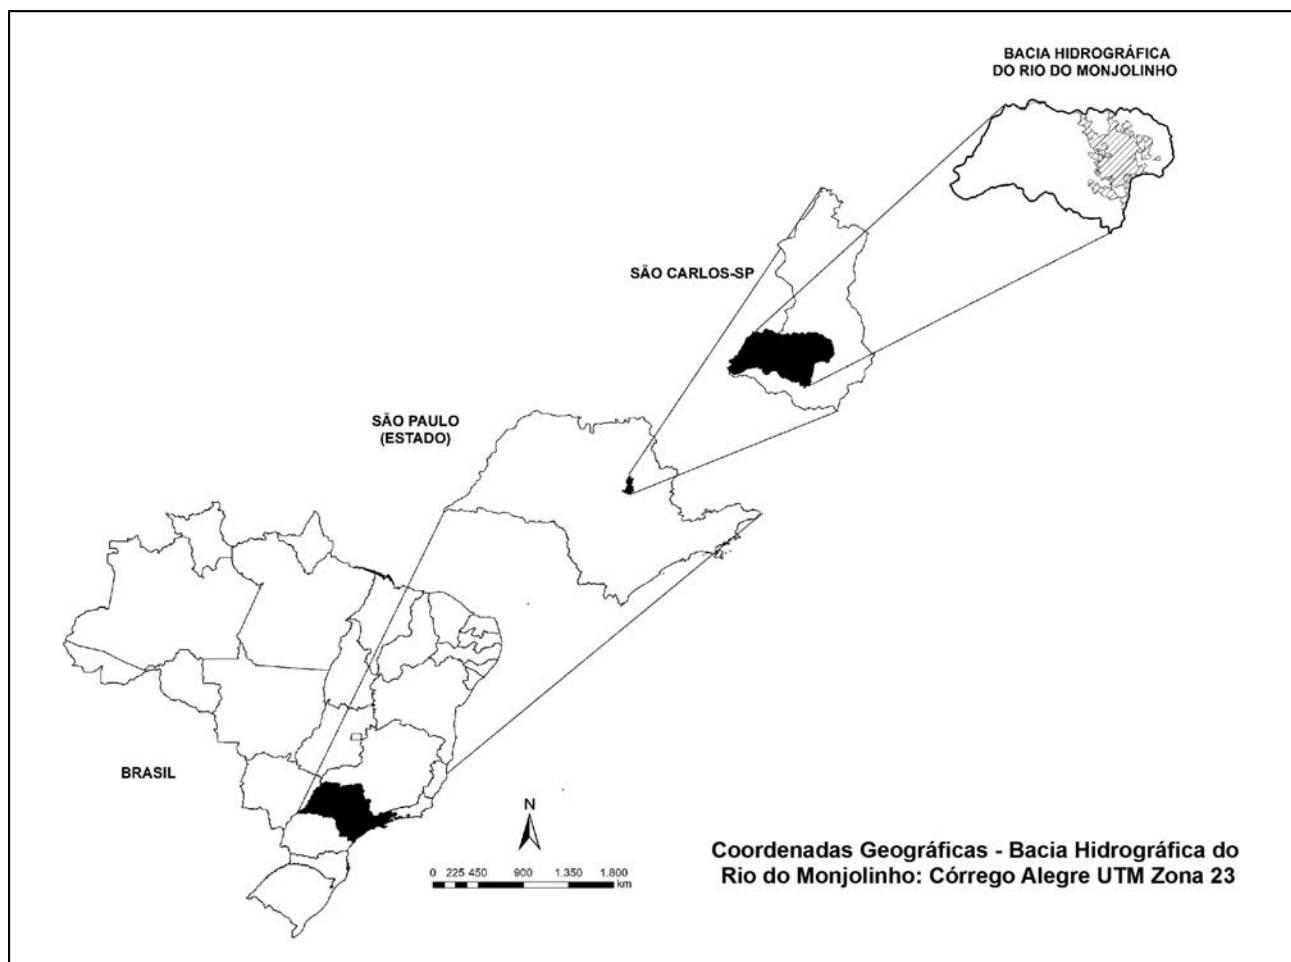 BACIA HIDROGRÁFICA
DO RIO DO MONJOLINHO
SÃO CARLOS-SP
SÃO PAULO
(ESTADO)
BRASIL
N
0 225 450 900 1.350 1.800
km
Coordenadas Geográficas - Bacia Hidrográfica do
Rio do Monjolinho: Córrego Alegre UTM Zona 23